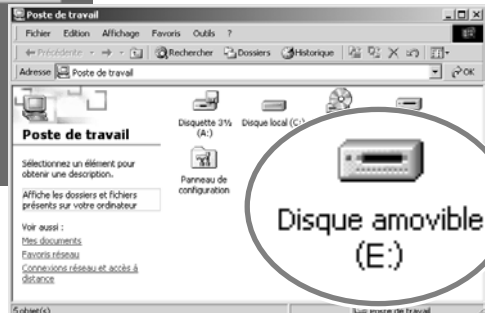 Poste de travail
Fichier Edition Affichage Favoris Outils ?
Précédente
Rechercher Dossiers Historique
Adresse Poste de travail OK
Poste de travail
Sélectionnez un élément pour
obtenir une description.
Affiche les dossiers et fichiers
présents sur votre ordinateur
Voir aussi :
Mes documents
Favoris réseau
Connexions réseau et accès à
distance
Disquette 3½
(A:)
Disque local (C:)
Panneau de
configuration
Disque amovible
(E:)
5 objet(s)
Poste de travail